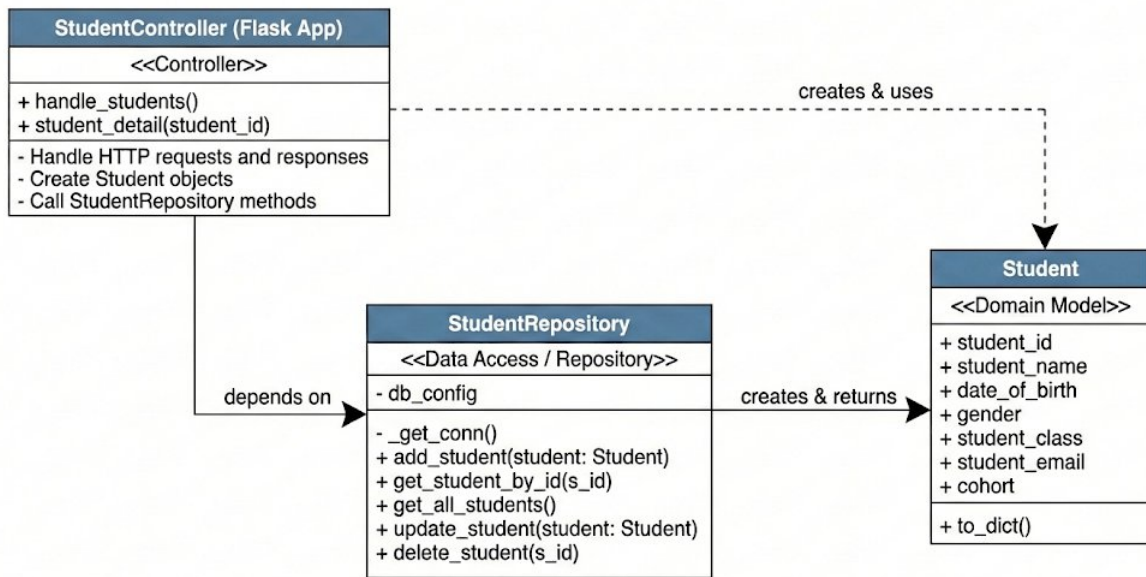 StudentController (Flask App)
<<Controller>>
+ handle_students()
+ student_detail(student_id)
- Handle HTTP requests and responses
- Create Student objects
- Call StudentRepository methods
creates & uses
depends on
StudentRepository
<<Data Access / Repository>>
- db_config
- _get_conn()
+ add_student(student: Student)
+ get_student_by_id(s_id)
+ get_all_students()
+ update_student(student: Student)
+ delete_student(s_id)
creates & returns
Student
<<Domain Model>>
+ student_id
+ student_name
+ date_of_birth
+ gender
+ student_class
+ student_email
+ cohort
+ to_dict()